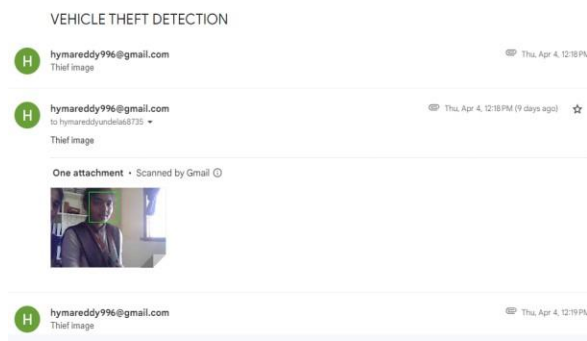 VEHICLE THEFT DETECTION
H
hymareddy996@gmail.com
Thu, Apr 4, 12:18 PM
Thief image
H
hymareddy996@gmail.com
Thu, Apr 4, 12:18 PM (9 days ago)
to hymareddyundela68735
Thief image
One attachment • Scanned by Gmail
H
hymareddy996@gmail.com
Thu, Apr 4, 12:19 PM
Thief image